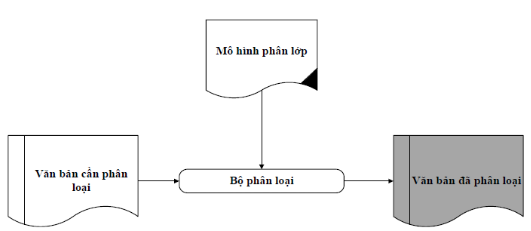 Mô hình phân lớp
Văn bản cần phân
loại
Bộ phân loại
Văn bản đã phân loại